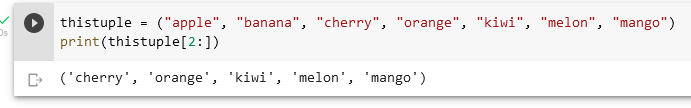 thistuple = ("apple", "banana", "cherry", "orange", "kiwi", "melon", "mango")
print(thistuple[2:])
('cherry', 'orange', 'kiwi', 'melon', 'mango')